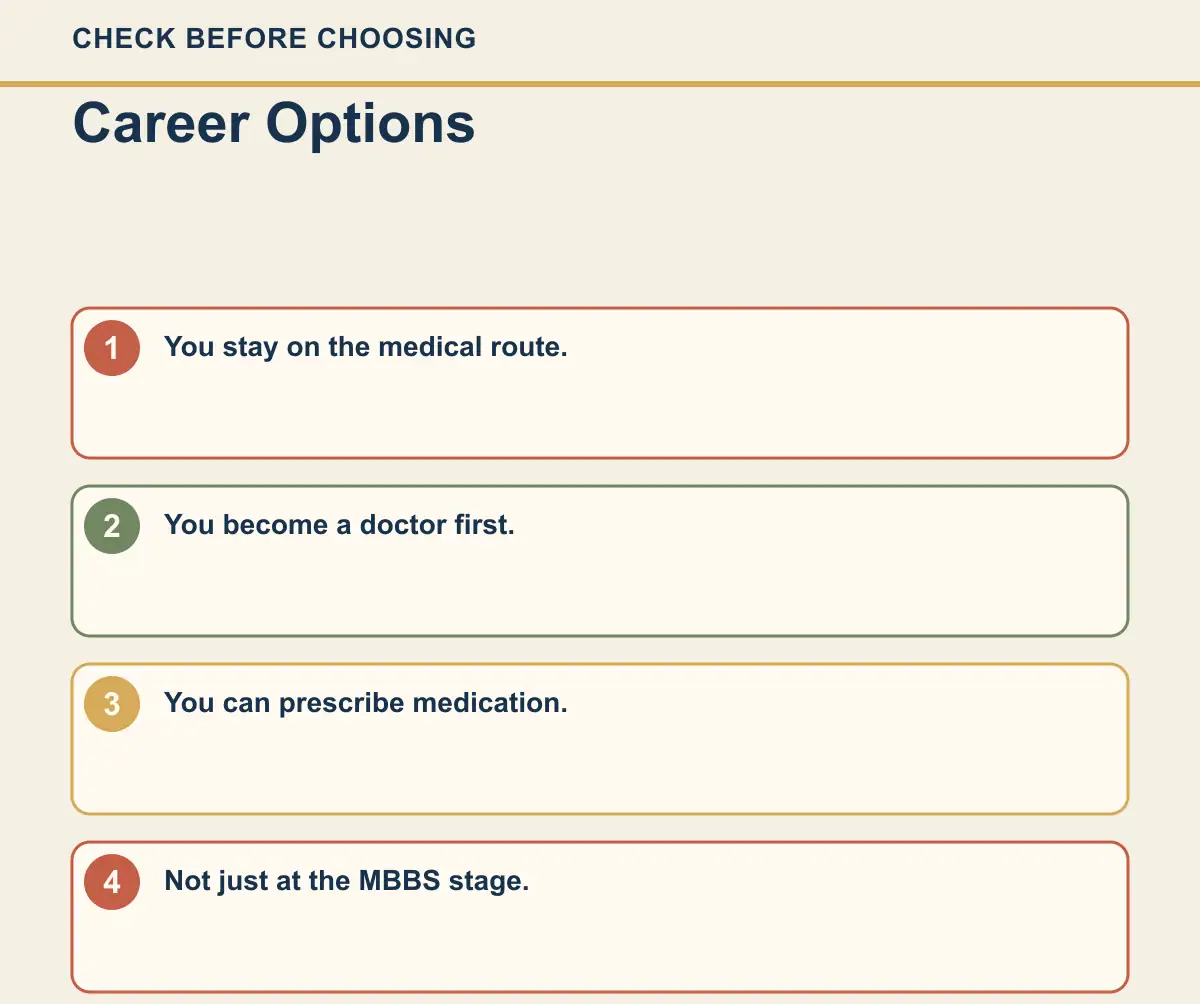 CHECK BEFORE CHOOSING
Career Options
1 You stay on the medical route.
2 You become a doctor first.
3 You can prescribe medication.
4 Not just at the MBBS stage.